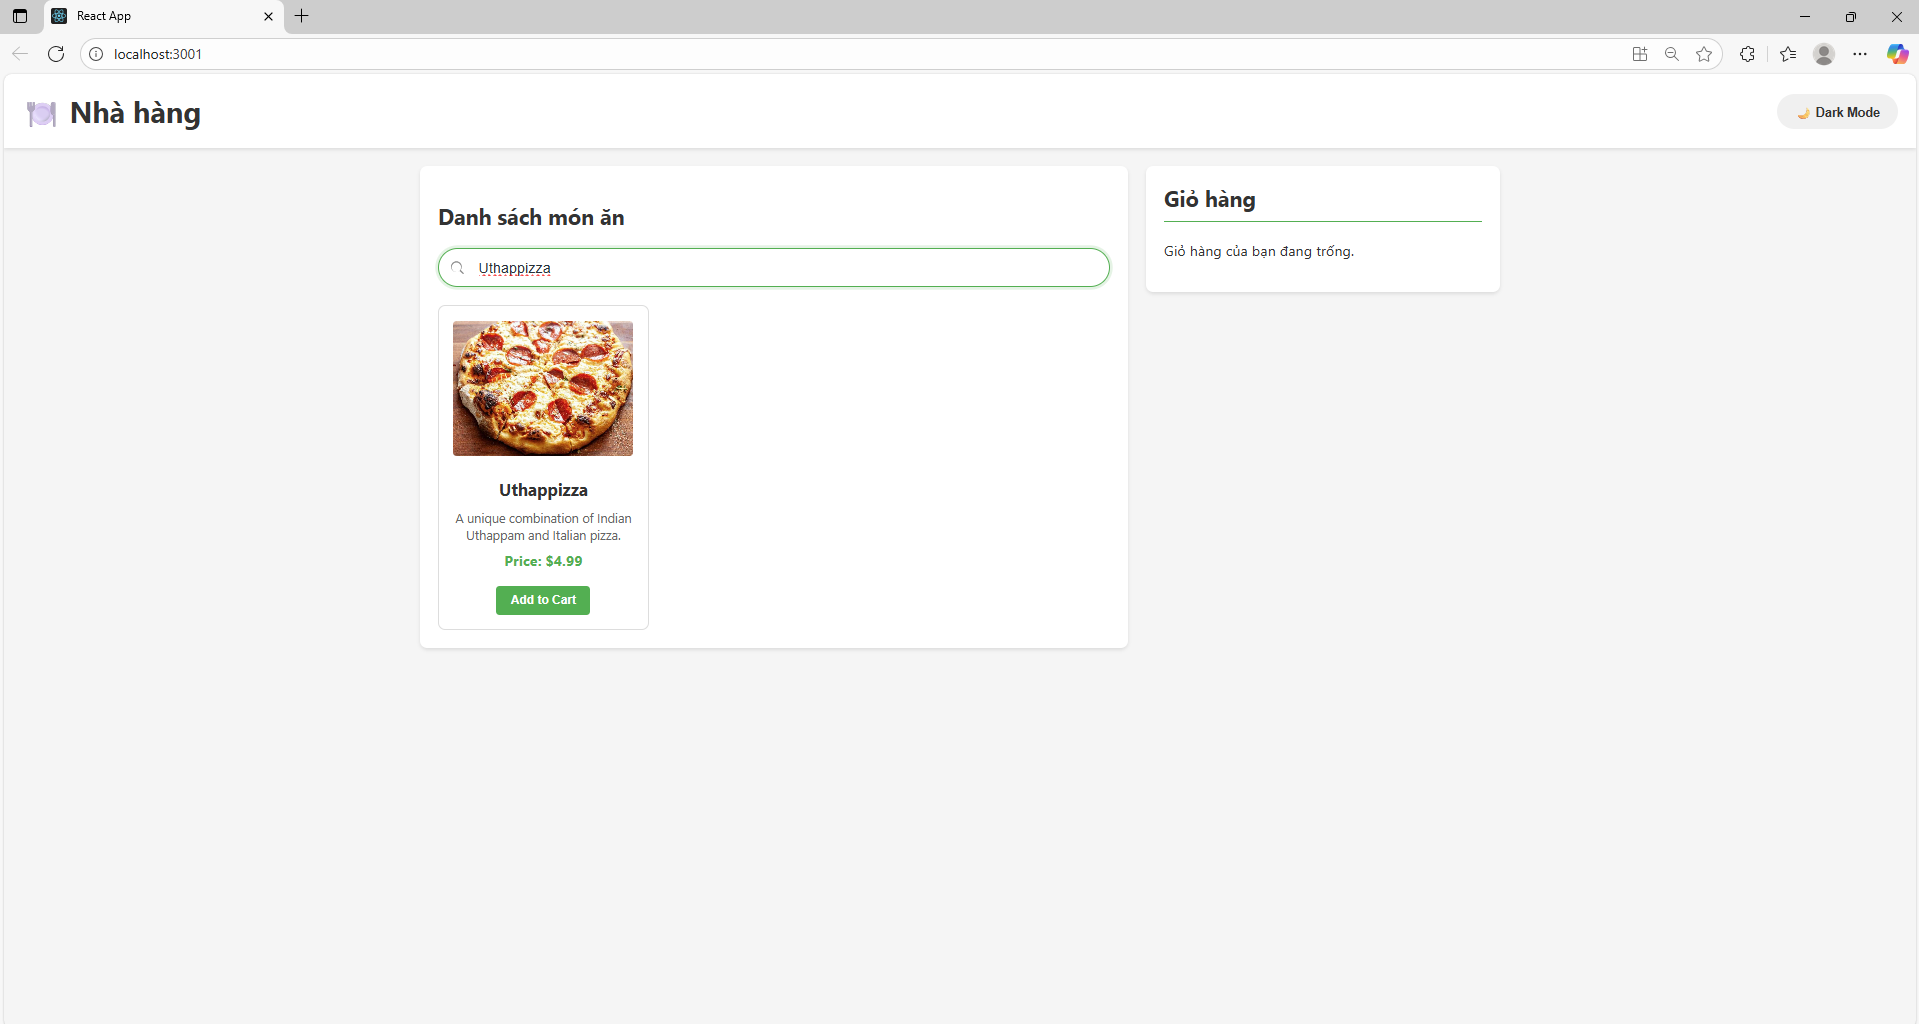 React App
localhost:3001
Nhà hàng
Dark Mode
Danh sách món ăn
Uthappizza
Uthappizza
A unique combination of Indian
Uthappam and Italian pizza.
Price: $4.99
Add to Cart
Giỏ hàng
Giỏ hàng của bạn đang trống.